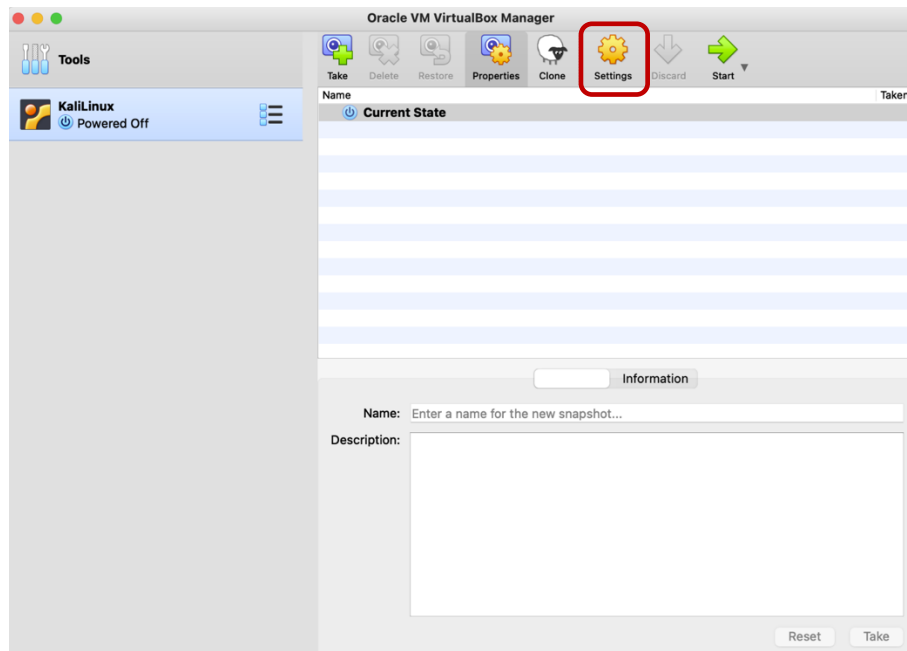 Oracle VM VirtualBox Manager
Tools
Take Delete Restore Properties Clone Settings Discard Start
KaliLinux
Powered Off
Name Taken
Current State
Information
Name: Enter a name for the new snapshot...
Description:
Reset Take